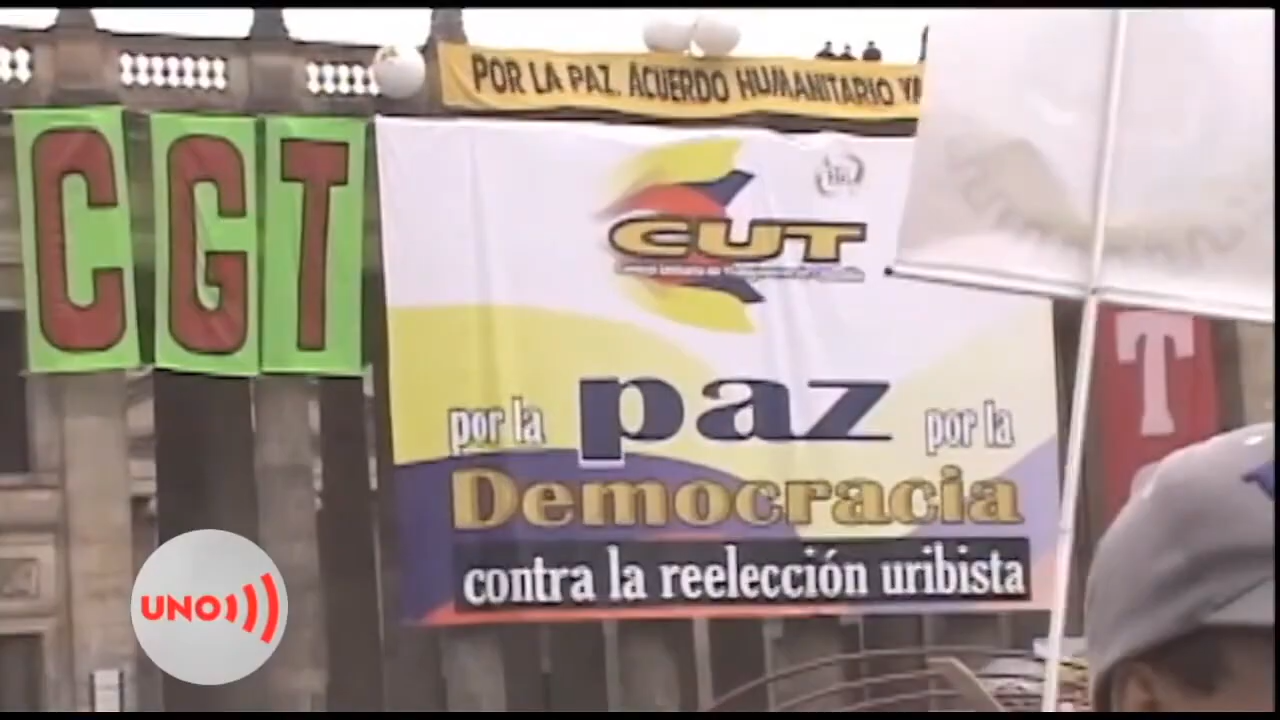 POR LA PAZ. ACUERDO HUMANITARIO YA
CGT
CUT
por la paz por la
Democracia
contra la reelección uribista
T
UNO